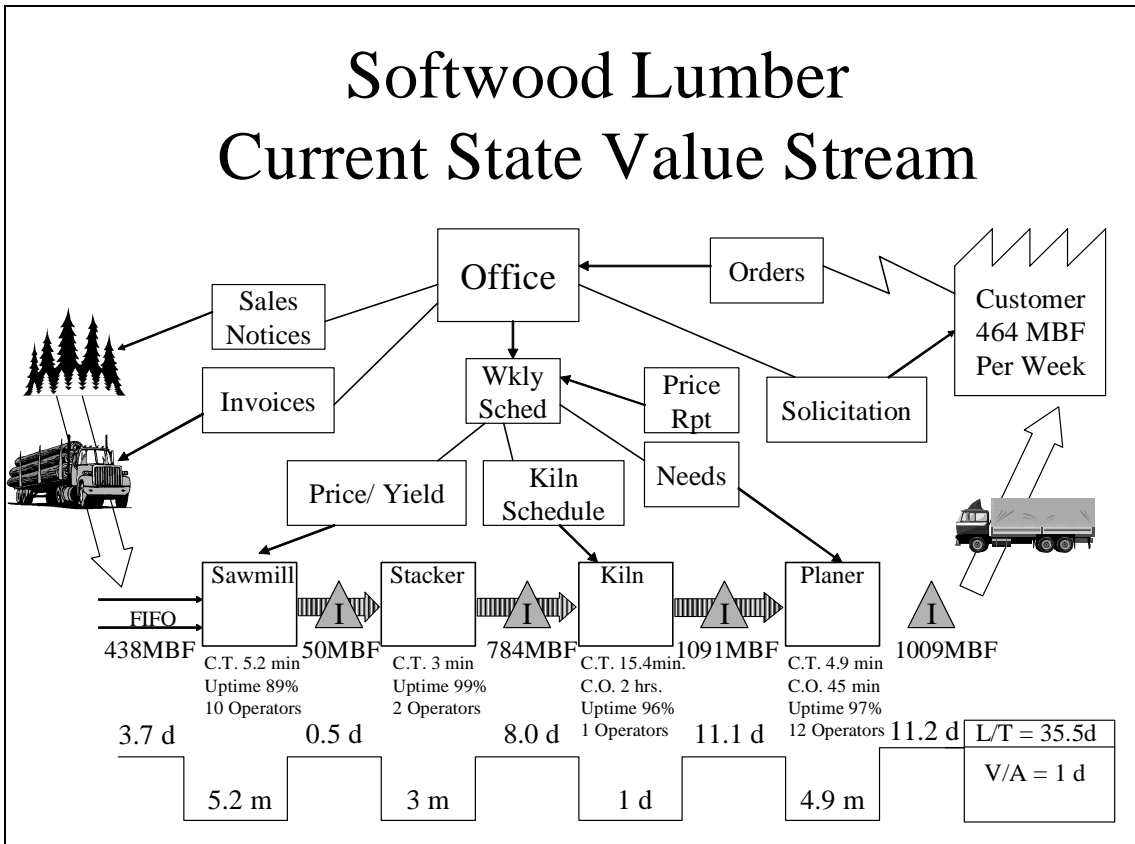 Softwood Lumber
Current State Value Stream
Office
Orders
Customer
464 MBF
Per Week
Sales
Notices
Invoices
Wkly
Sched
Price
Rpt
Solicitation
Price/ Yield
Kiln
Schedule
Needs
Sawmill
Stacker
Kiln
Planer
FIFO
I
I
I
I
438MBF
50MBF
784MBF
1091MBF
1009MBF
C.T. 5.2 min
Uptime 89%
10 Operators
C.T. 3 min
Uptime 99%
2 Operators
C.T. 15.4min.
C.O. 2 hrs.
Uptime 96%
1 Operators
C.T. 4.9 min
C.O. 45 min
Uptime 97%
12 Operators
3.7 d
0.5 d
8.0 d
11.1 d
11.2 d
L/T = 35.5d
V/A = 1 d
5.2 m
3 m
1 d
4.9 m